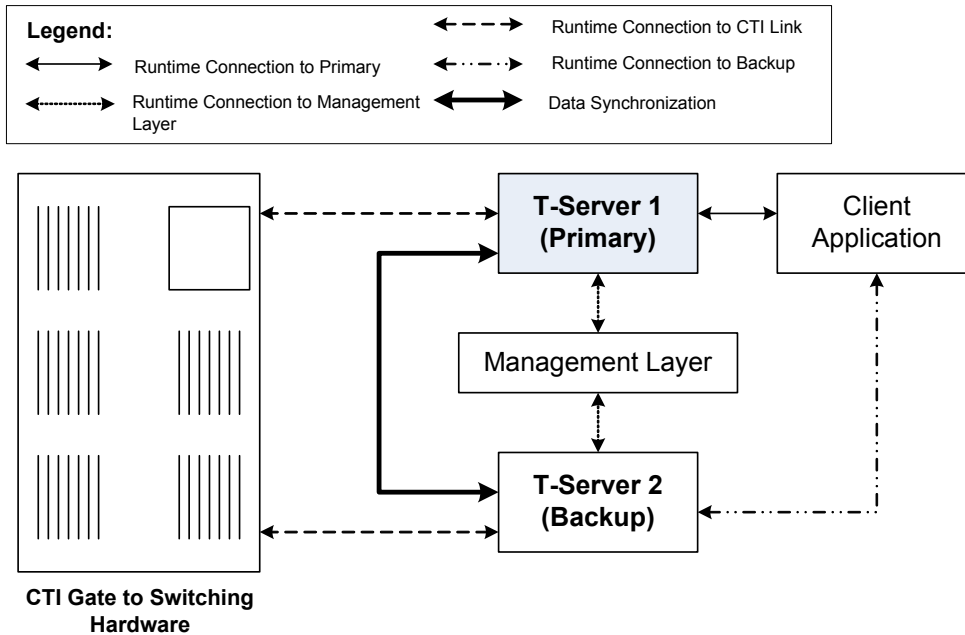 Legend:
Runtime Connection to Primary
Runtime Connection to Management
Layer
Runtime Connection to CTI Link
Runtime Connection to Backup
Data Synchronization
T-Server 1
(Primary)
Client
Application
Management Layer
T-Server 2
(Backup)
CTI Gate to Switching
Hardware